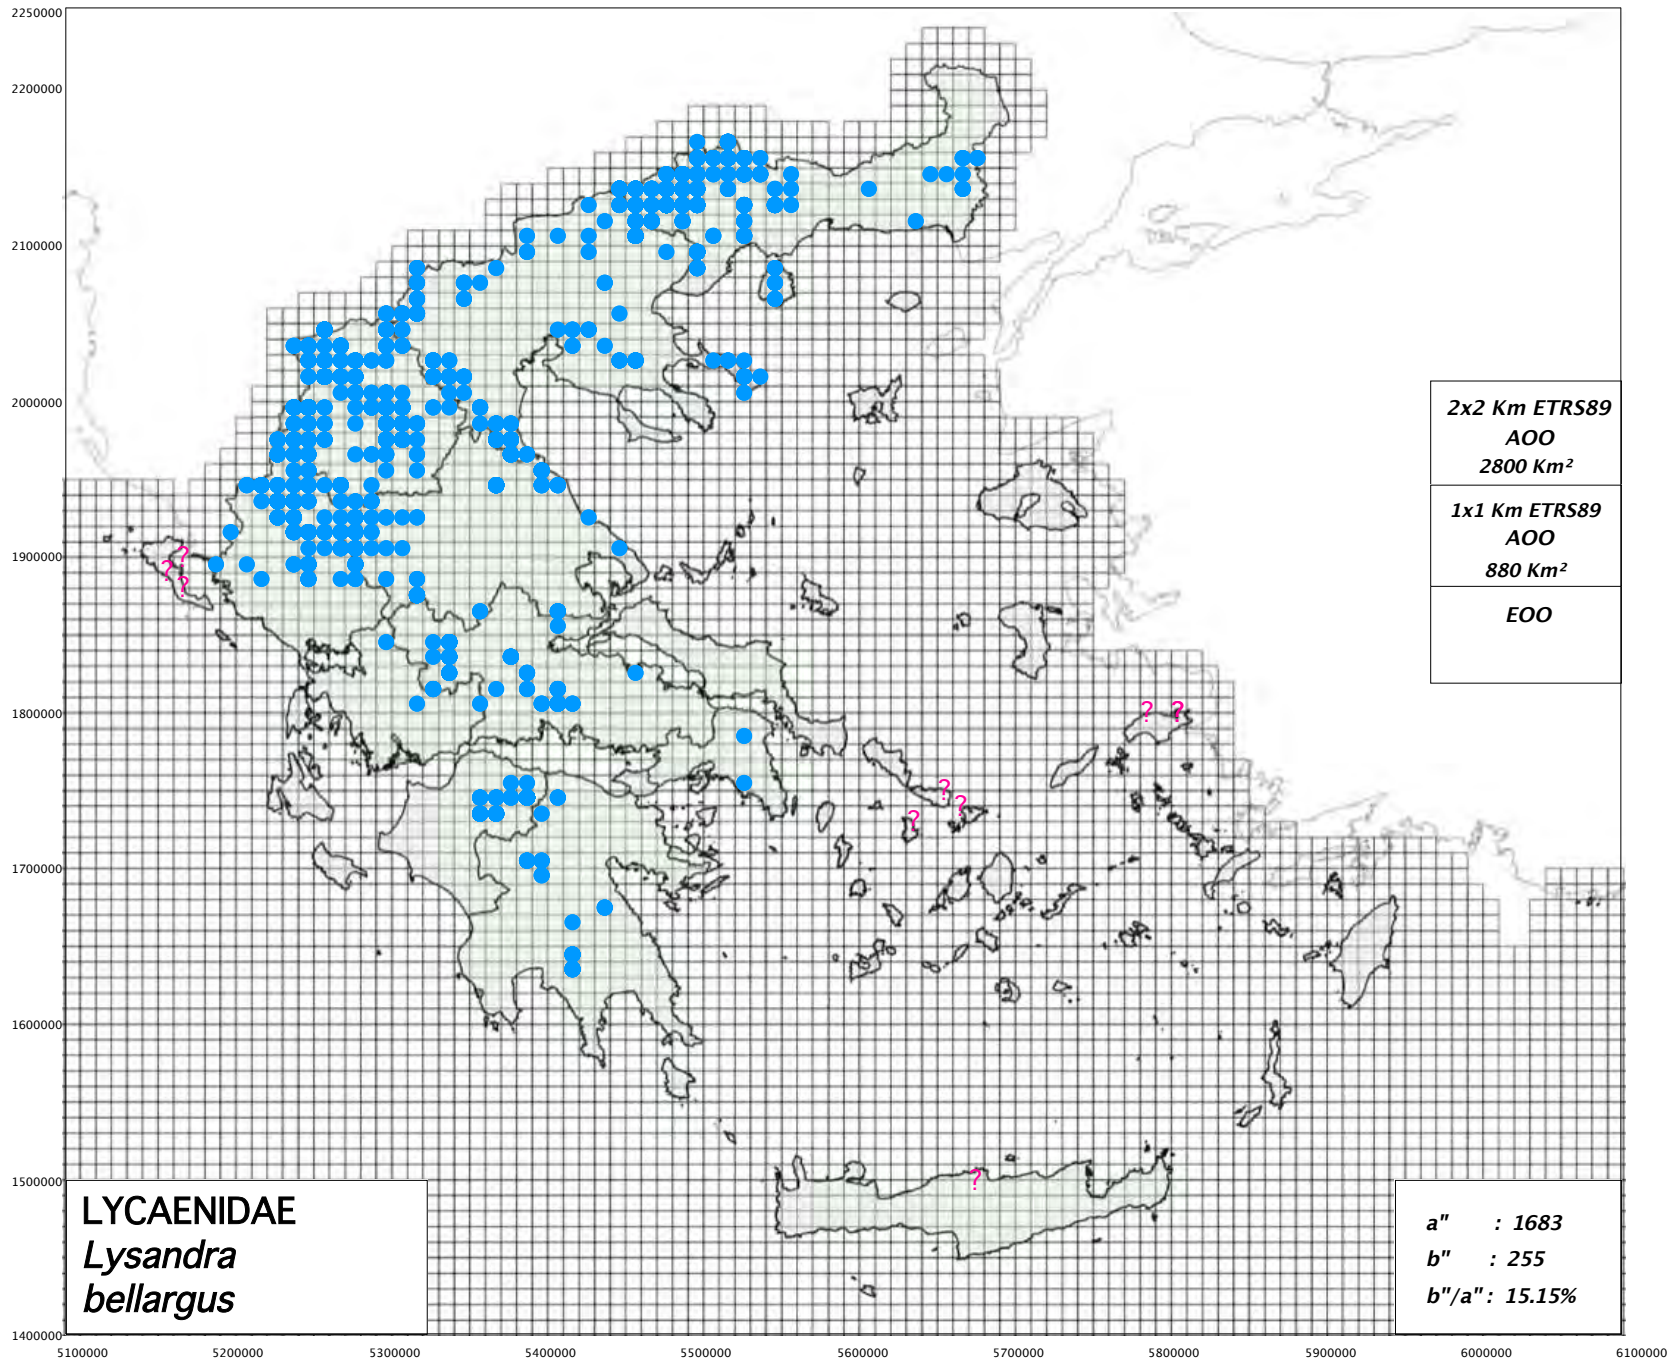 2250000
2200000
2100000
2000000
1900000
1800000
1700000
1600000
1500000
1400000
2x2 Km ETRS89
AOO
2800 Km²
1x1 Km ETRS89
AOO
880 Km²
EOO
?
?
?
?
?
?
?
?
?
LYCAENIDAE
Lysandra
bellargus
a" : 1683
b" : 255
b"/a" : 15.15%
5100000 5200000 5300000 5400000 5500000 5600000 5700000 5800000 5900000 6000000 6100000